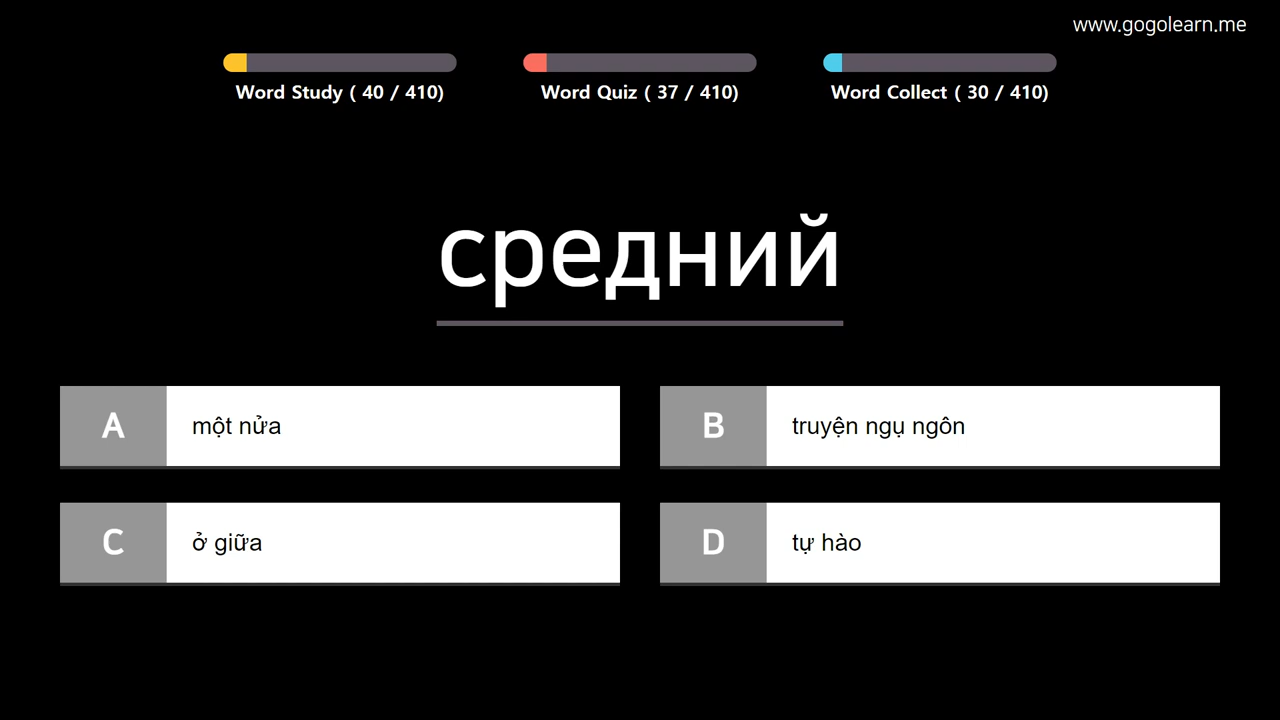 www.gogolearn.me
Word Study ( 40 / 410)
Word Quiz ( 37 / 410)
Word Collect ( 30 / 410)
средний
A một nửa
B truyện ngụ ngôn
C ở giữa
D tự hào